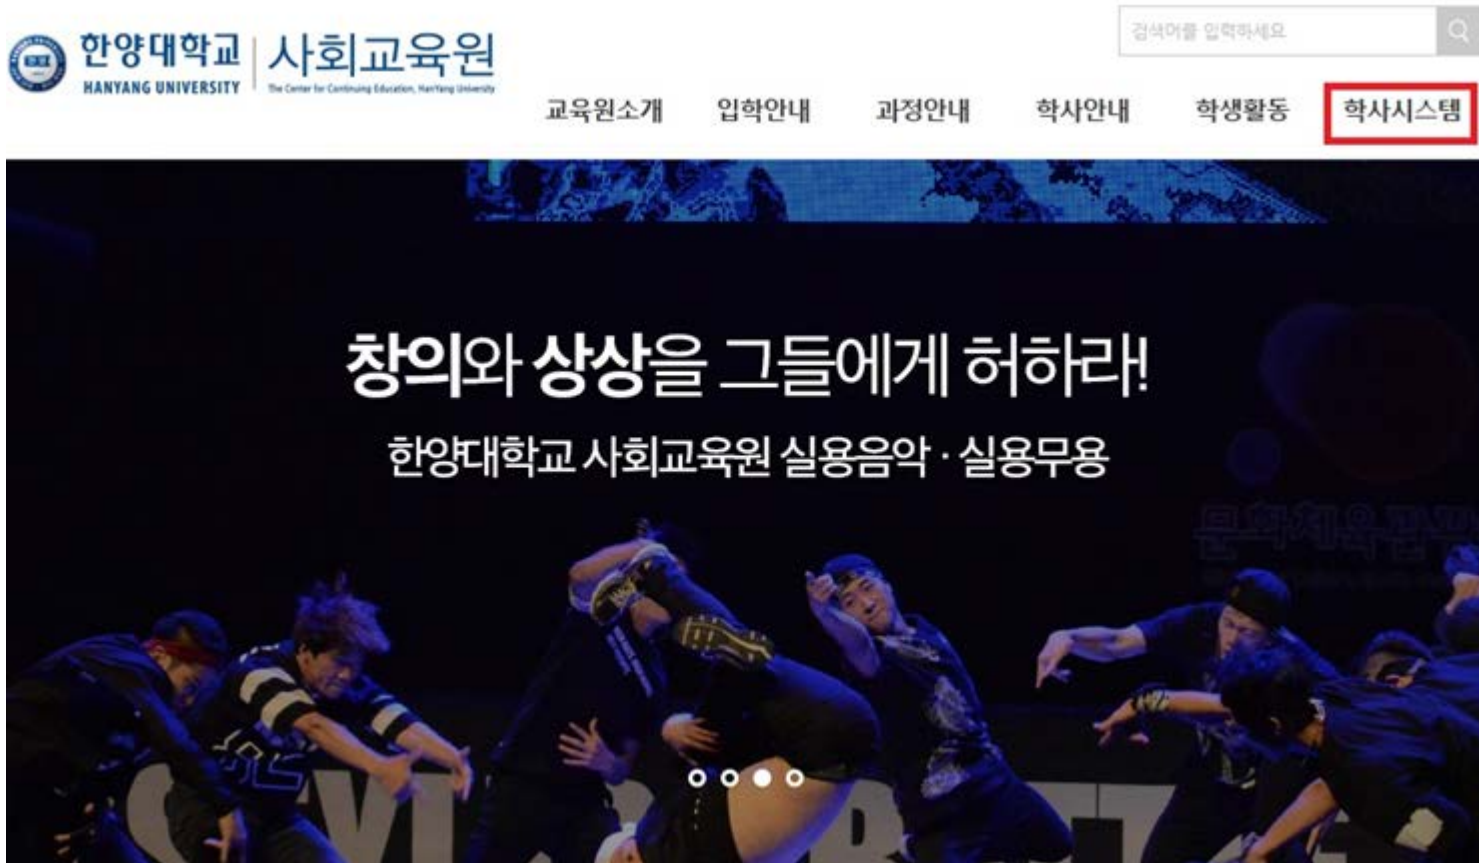 검색어를 입력하세요
한양대학교 사회교육원
HANYANG UNIVERSITY The Center for Continuing Education, HanYang University
교육원소개 입학안내 과정안내 학사안내 학생활동 학사시스템
창의와 상상을 그들에게 허하라!
한양대학교 사회교육원 실용음악 · 실용무용